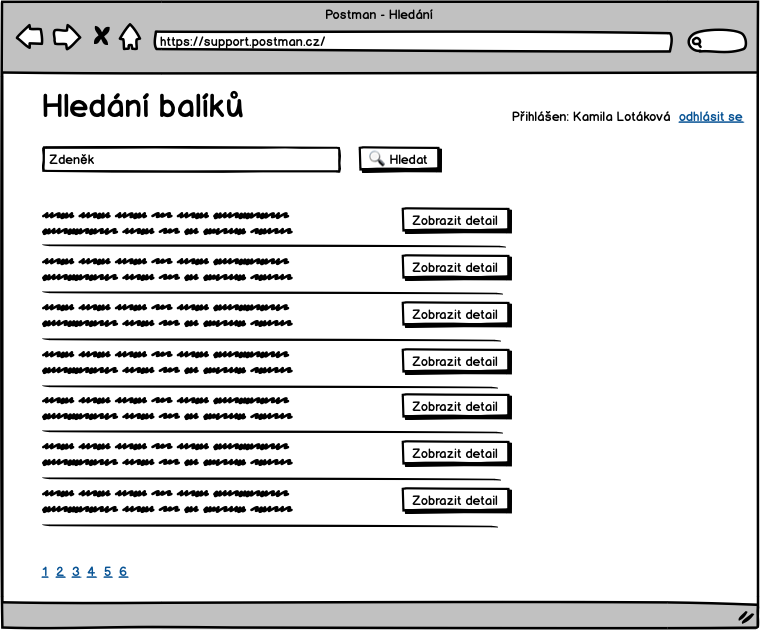 Postman - Hledání
https://support.postman.cz/
Hledání balíků
Přihlášen: Kamila Lotáková odhlásit se
Zdeněk
Hledat
Zobrazit detail
Zobrazit detail
Zobrazit detail
Zobrazit detail
Zobrazit detail
Zobrazit detail
Zobrazit detail
1 2 3 4 5 6